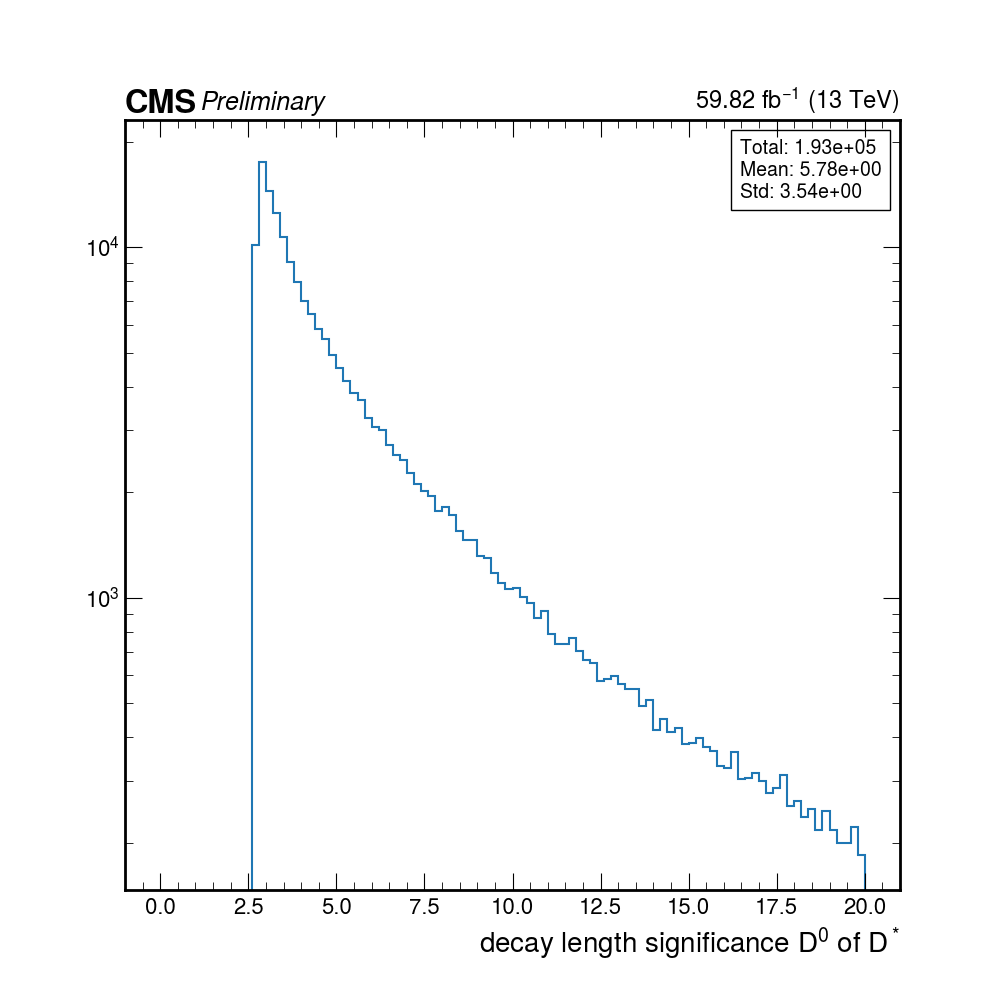 CMS Preliminary 59.82 fb⁻¹ (13 TeV)
Total: 1.93e+05
Mean: 5.78e+00
Std: 3.54e+00
10⁴
10³
0.0 2.5 5.0 7.5 10.0 12.5 15.0 17.5 20.0
decay length significance D⁰ of D*